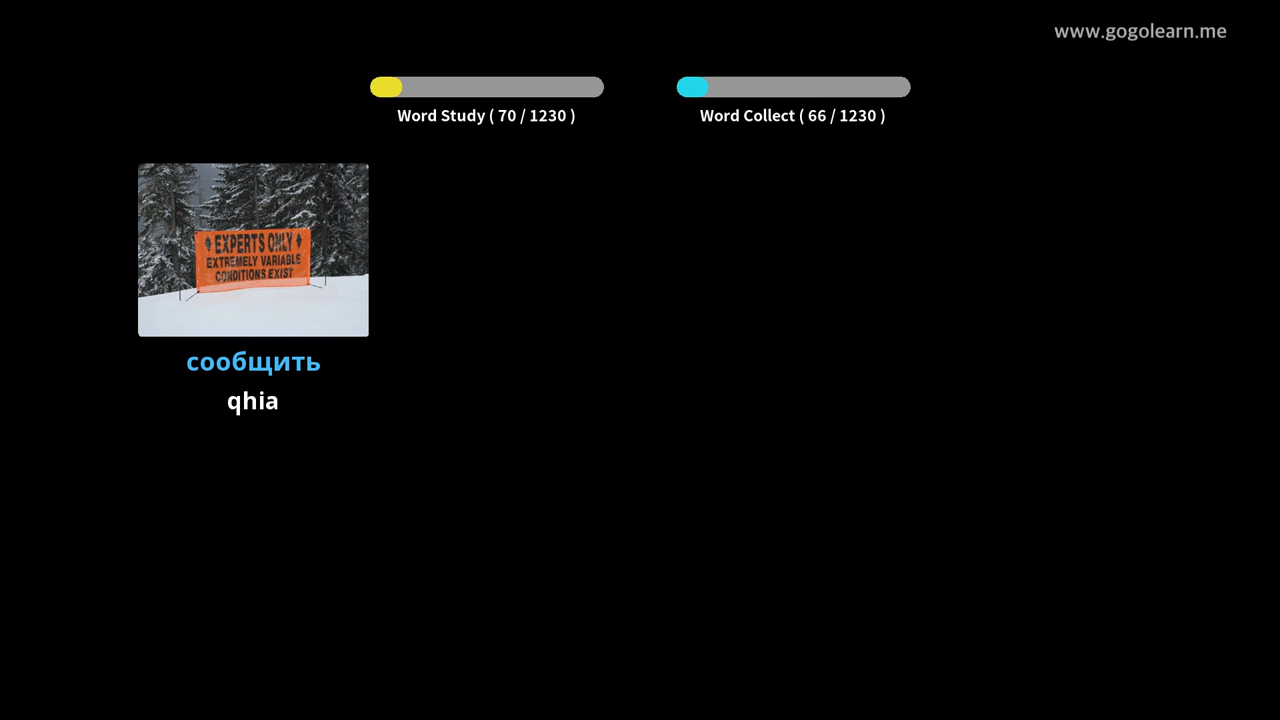 www.gogolearn.me
Word Study ( 70 / 1230 )
Word Collect ( 66 / 1230 )
EXPERTS ONLY
EXTREMELY VARIABLE
CONDITIONS EXIST
сообщить
qhia